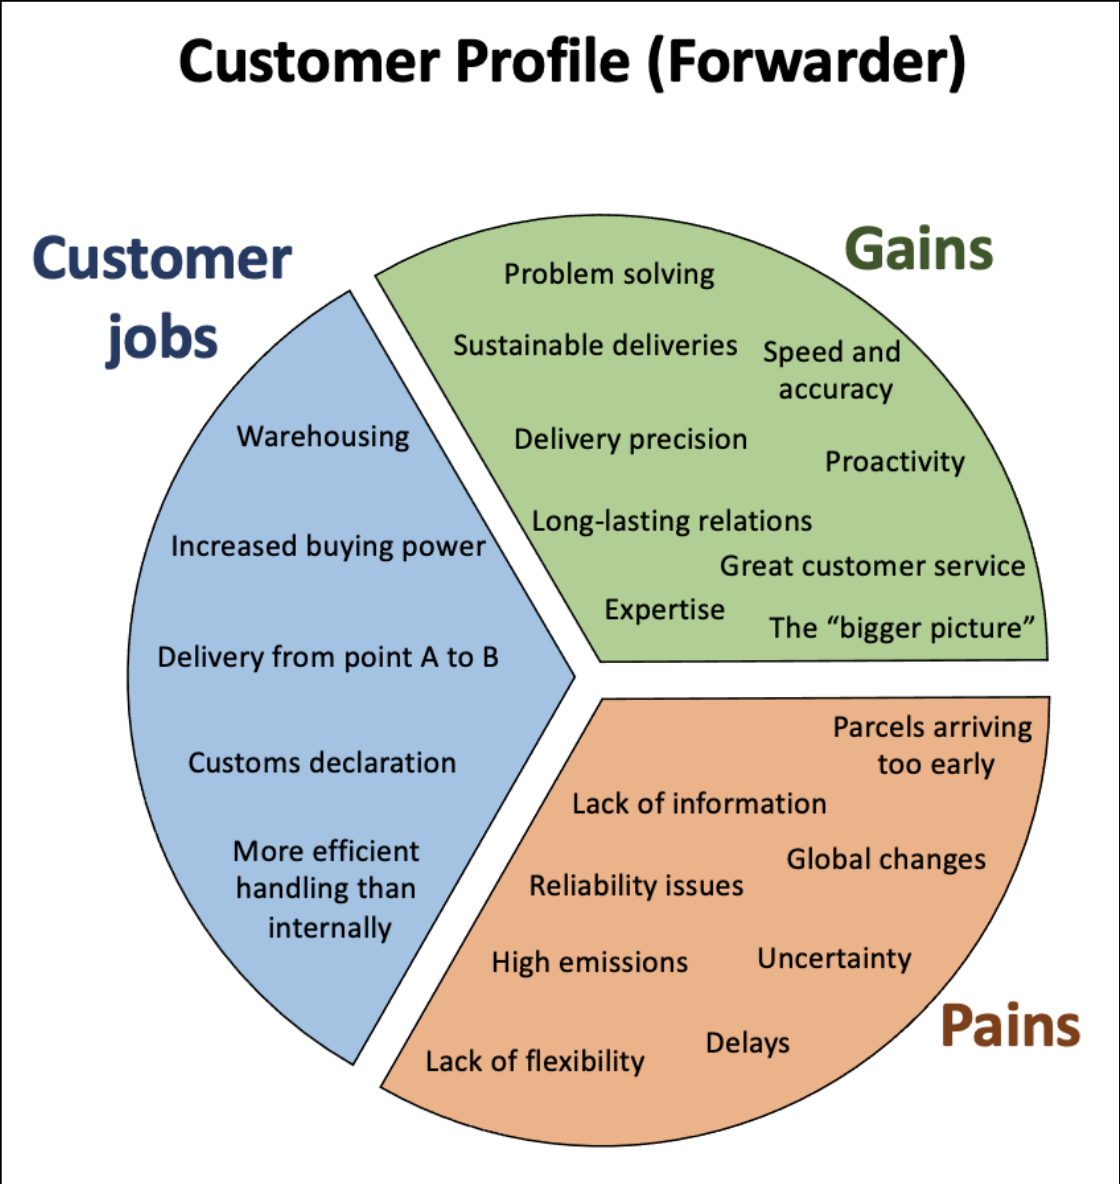 Customer Profile (Forwarder)
Customer
jobs
Warehousing
Increased buying power
Delivery from point A to B
Customs declaration
More efficient
handling than
internally
Gains
Problem solving
Sustainable deliveries
Speed and
accuracy
Delivery precision
Proactivity
Long-lasting relations
Great customer service
Expertise
The “bigger picture”
Pains
Parcels arriving
too early
Lack of information
Global changes
Reliability issues
High emissions
Uncertainty
Delays
Lack of flexibility